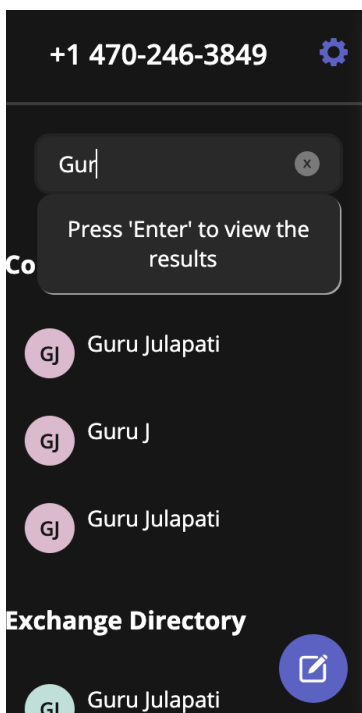 +1 470-246-3849
Gur
x
Press 'Enter' to view the
results
Co
GJ Guru Julapati
GJ Guru J
GJ Guru Julapati
Exchange Directory
GJ Guru Julapati